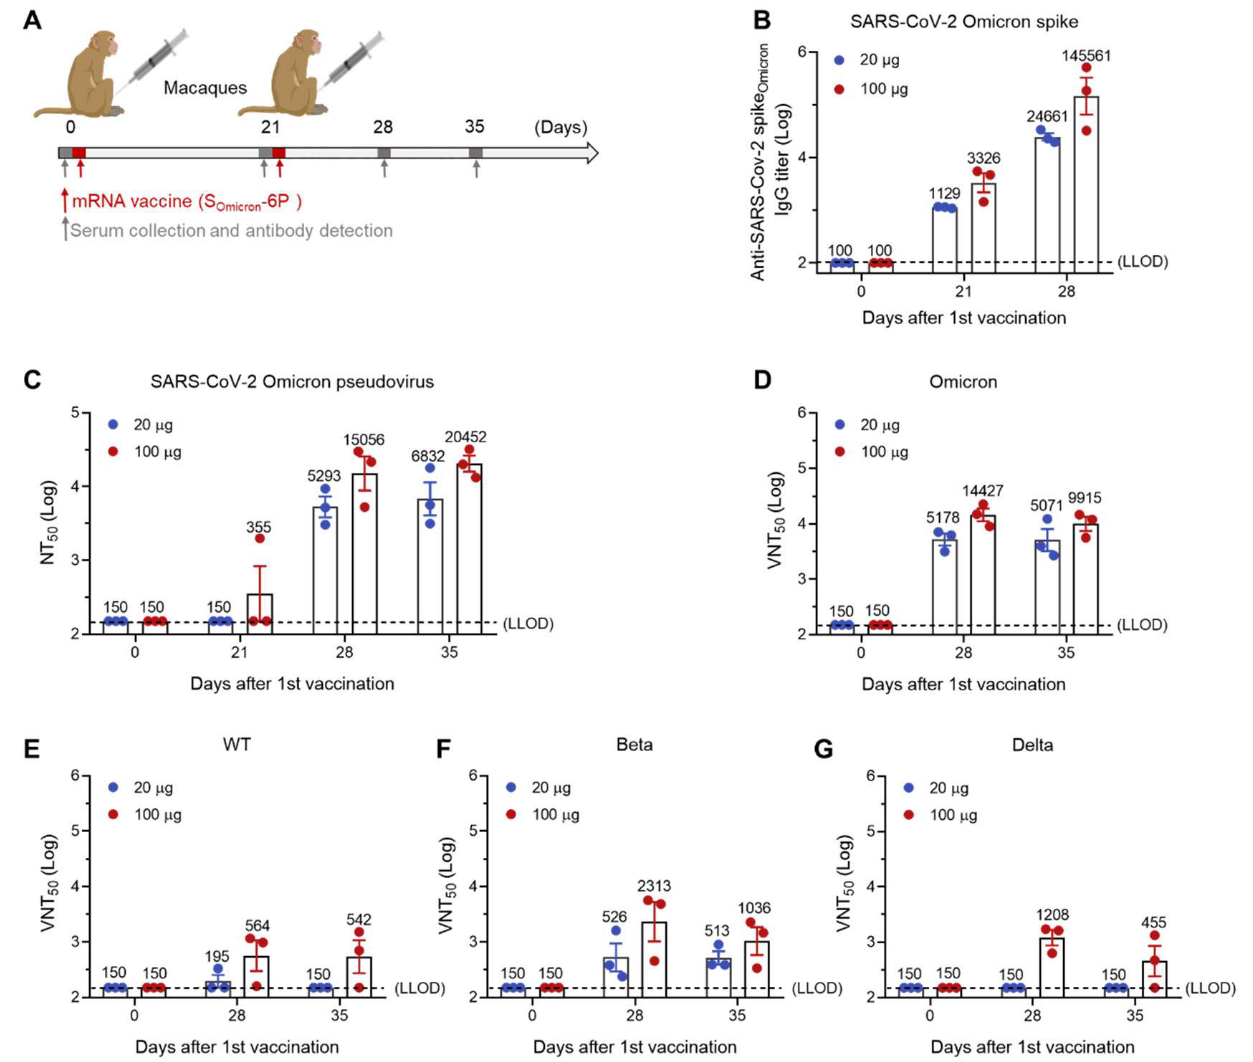 A
Macaques
0 21 28 35 (Days)
mRNA vaccine (SOmicron-6P )
Serum collection and antibody detection
B
SARS-CoV-2 Omicron spike
Anti-SARS-Cov-2 spikeOmicron
IgG titer (Log)
20 µg
100 µg
6
4
2
100 100 1129 3326 24661 145561
(LLOD)
0 21 28
Days after 1st vaccination
C
SARS-CoV-2 Omicron pseudovirus
NT50 (Log)
20 µg
100 µg
5
4
3
2
150 150 150 355 5293 15056 6832 20452
(LLOD)
0 21 28 35
Days after 1st vaccination
D
Omicron
VNT50 (Log)
20 µg
100 µg
6
5
4
3
2
150 150 5178 14427 5071 9915
(LLOD)
0 28 35
Days after 1st vaccination
E
WT
VNT50 (Log)
20 µg
100 µg
6
5
4
3
2
150 150 195 564 150 542
(LLOD)
0 28 35
Days after 1st vaccination
F
Beta
VNT50 (Log)
20 µg
100 µg
6
5
4
3
2
150 150 526 2313 513 1036
(LLOD)
0 28 35
Days after 1st vaccination
G
Delta
VNT50 (Log)
20 µg
100 µg
6
5
4
3
2
150 150 150 1208 150 455
(LLOD)
0 28 35
Days after 1st vaccination